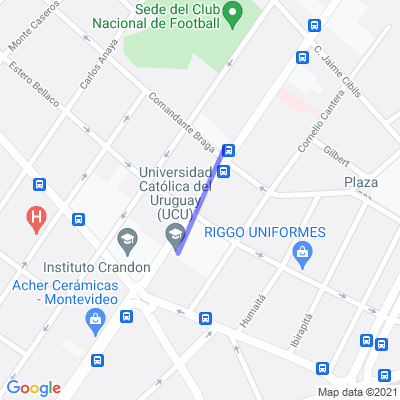 Sede del Club
Nacional de Football
Monte Caseros
Carlos Anaya
Estero Bellaco
Comandante Braga
C. Jaime Cibils
Cornelio Cantera
Gilbert
Plaza
Universidad
Católica del
Uruguay
(UCU)
RIGGO UNIFORMES
H
Instituto Crandon
Acher Cerámicas
- Montevideo
Humaitá
Ibirapitá
Google
Map data ©2021